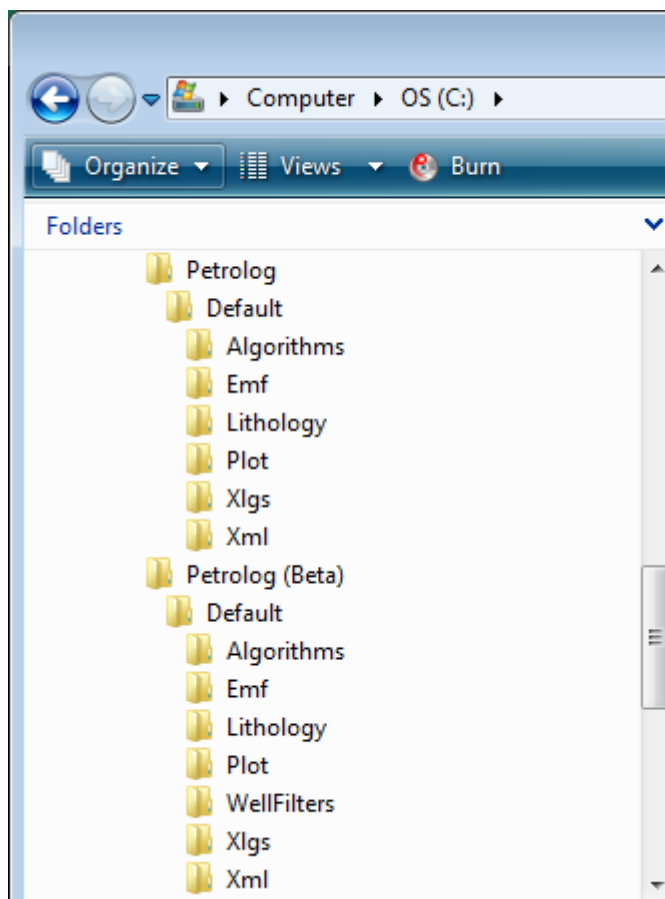 Computer OS (C:)
Organize Views Burn
Folders
Petrolog
Default
Algorithms
Emf
Lithology
Plot
Xlgs
Xml
Petrolog (Beta)
Default
Algorithms
Emf
Lithology
Plot
WellFilters
Xlgs
Xml